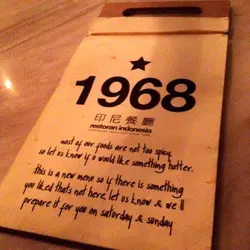 1968
印尼餐廳
restoran indonesia
most of our foods are not too spicy,
so let us know if u would like something hotter.
this is a new menu so if there is something
you liked thats not here, let us know & we'll
prepare it for you on saturday & sunday